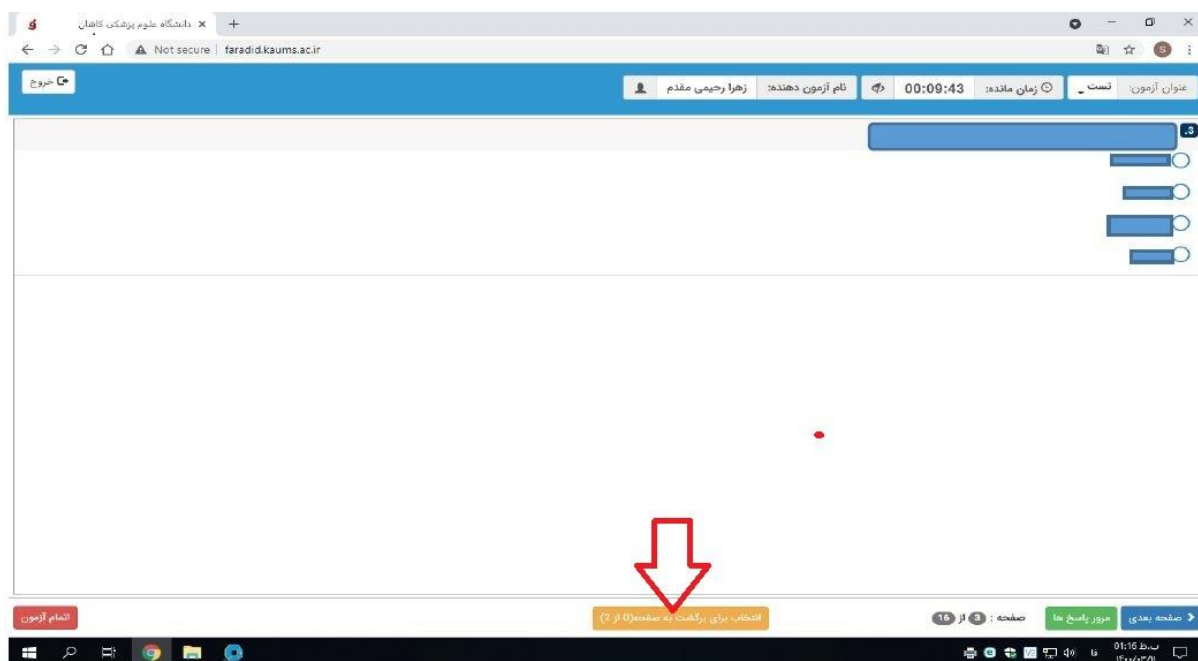 دانشگاه علوم پزشکی کاشان
Not secure | faradid.kaums.ac.ir
S
عنوان آزمون: تست
زمان مانده: 00:09:43
نام آزمون دهنده: زهرا رحیمی مقدم
خروج
3.
صفحه بعدی
مرور پاسخ ها
صفحه : 3 از 16
انتخاب برای برگشت به صفحه(0 از 2)
اتمام آزمون
فا
01:16 ب.ظ